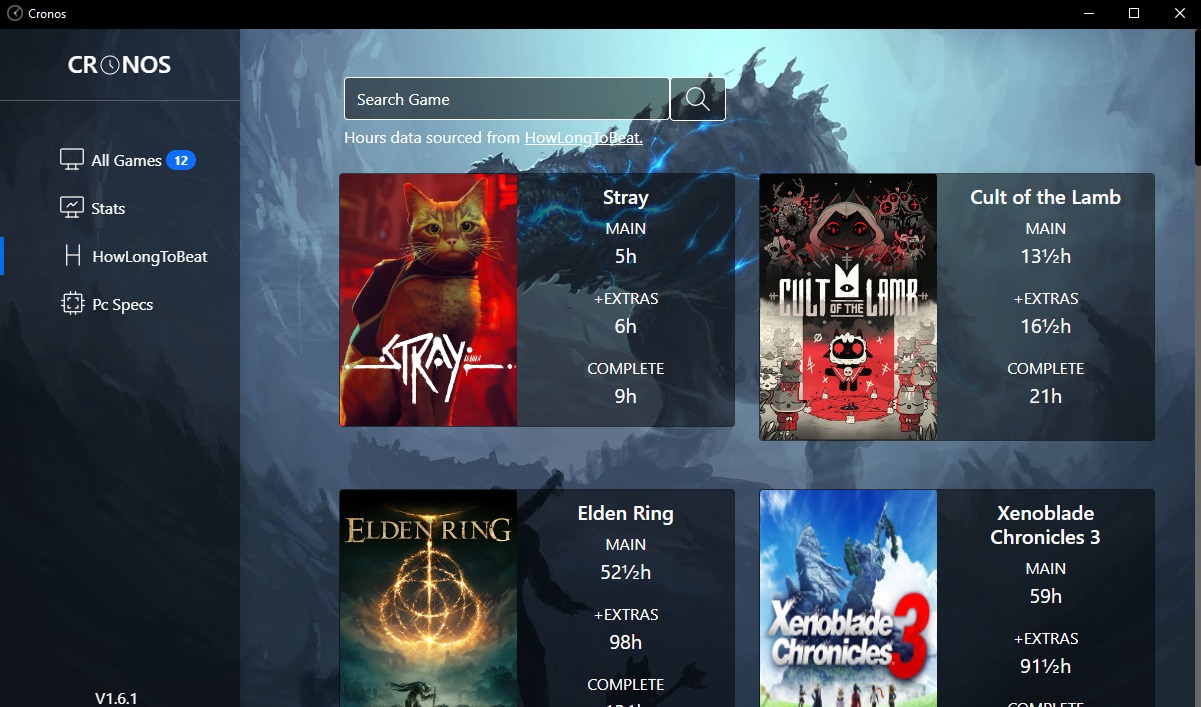 Cronos
CRONOS
All Games 12
Stats
HowLongToBeat
Pc Specs
V1.6.1
Search Game
Hours data sourced from HowLongToBeat.
STRAY
Stray
MAIN
5h
+EXTRAS
6h
COMPLETE
9h
CULT OF THE LAMB
Cult of the Lamb
MAIN
13½h
+EXTRAS
16½h
COMPLETE
21h
ELDEN RING
Elden Ring
MAIN
52½h
+EXTRAS
98h
COMPLETE
Xenoblade
Chronicles 3
Xenoblade
Chronicles 3
MAIN
59h
+EXTRAS
91½h
COMPLETE